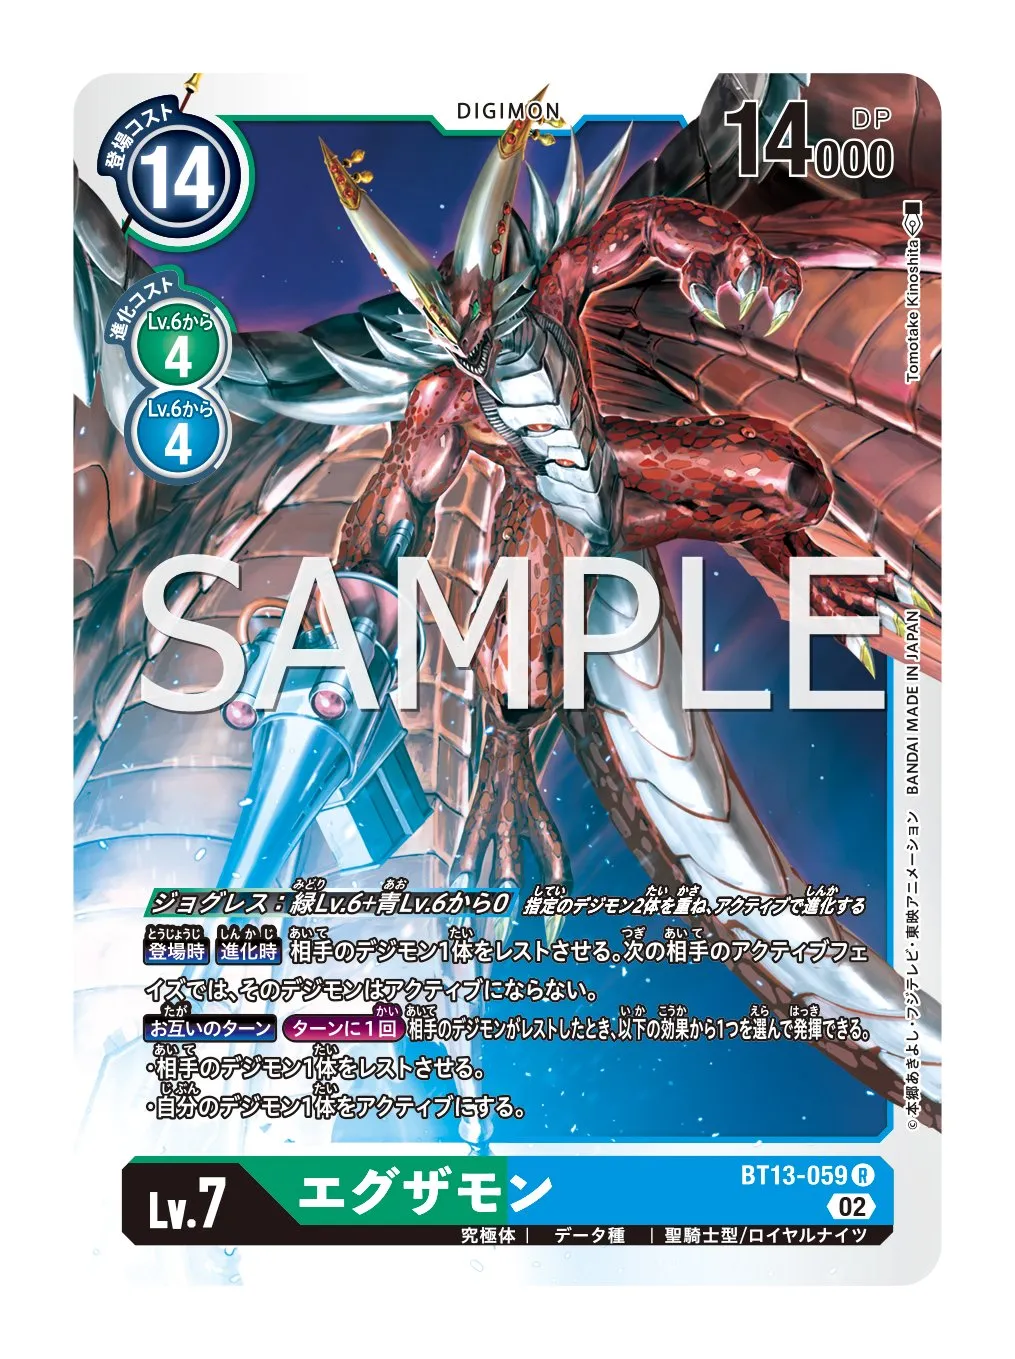 DIGIMON
登場コスト
14
14000
DP
進化コスト
Lv.6から
4
Lv.6から
4
Tomotake Kinoshita
SAMPLE
BANDAI MADE IN JAPAN
©本郷あきよし・フジテレビ・東映アニメーション
ジョグレス：緑Lv.6+青Lv.6から0 指定のデジモン2体を重ね、アクティブで進化する
登場時 進化時 相手のデジモン1体をレストさせる。次の相手のアクティブフェ
イズでは、そのデジモンはアクティブにならない。
お互いのターン ターンに1回 相手のデジモンがレストしたとき、以下の効果から1つを選んで発揮できる。
・相手のデジモン1体をレストさせる。
・自分のデジモン1体をアクティブにする。
BT13-059 R
Lv.7 エグザモン
02
究極体 | データ種 | 聖騎士型/ロイヤルナイツ